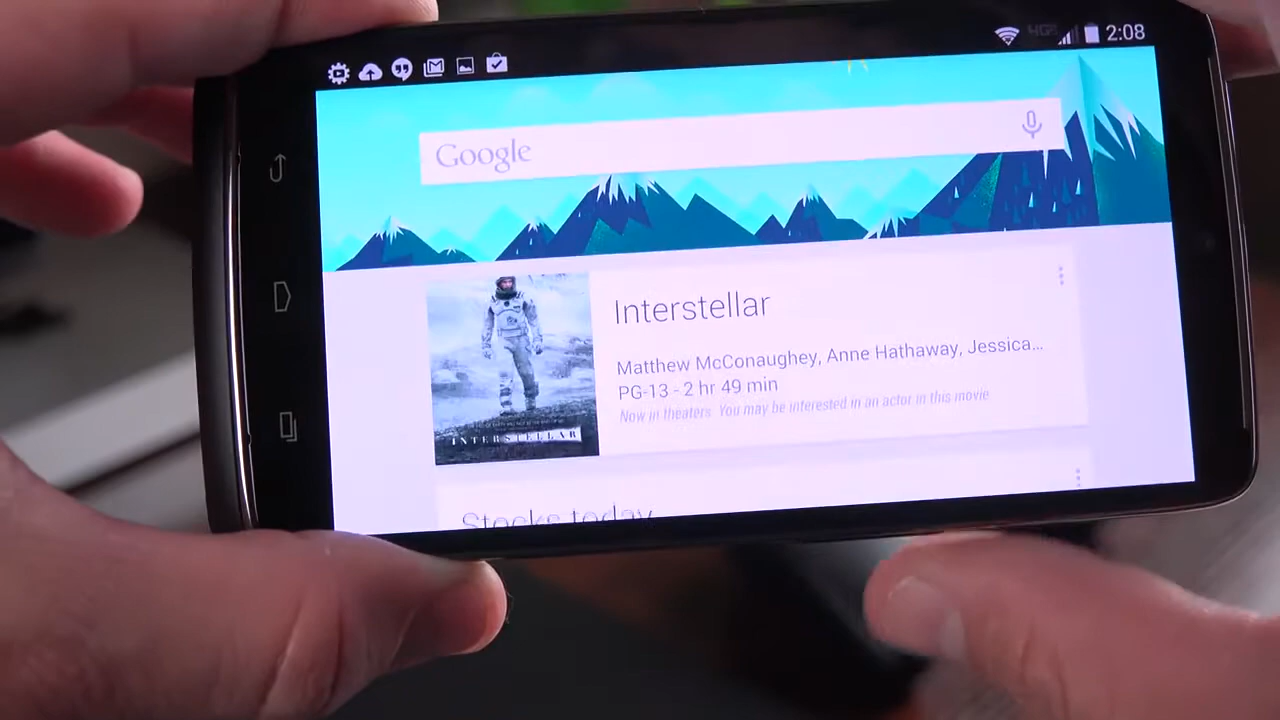 4G 2:08
Google
Interstellar
Matthew McConaughey, Anne Hathaway, Jessica...
PG-13 - 2 hr 49 min
Now in theaters. You may be interested in an actor in this movie
INTERSTELLAR
Stocks today